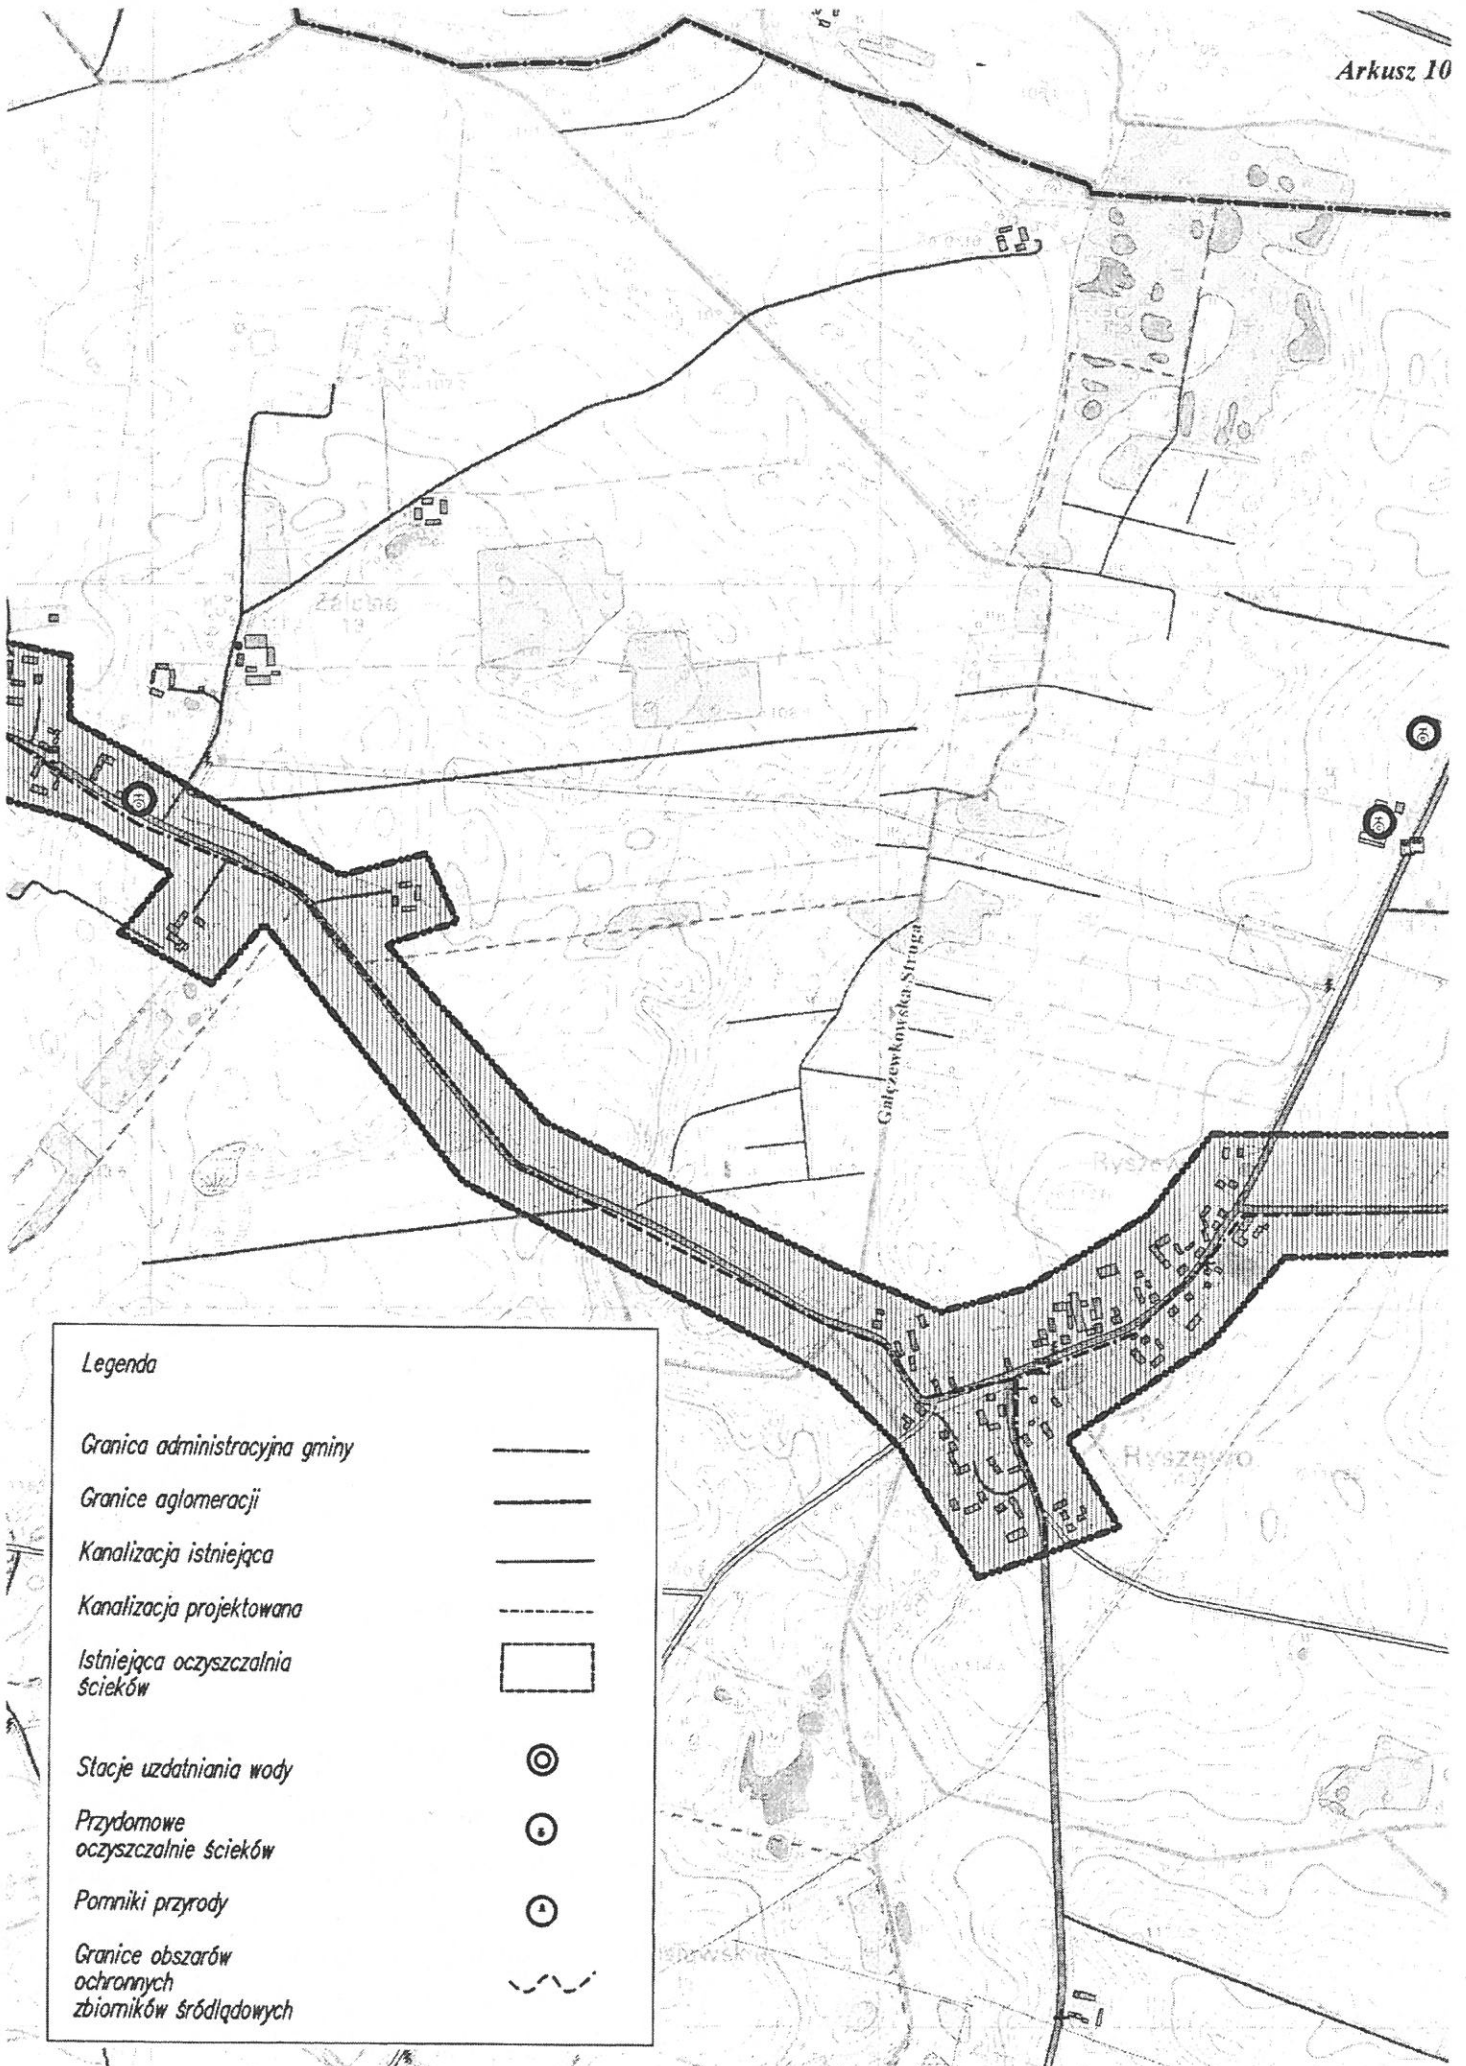 Arkusz 10
Gałczewkowska Struga
Ryszewo
Legenda
Granica administracyjna gminy
Granice aglomeracji
Kanalizacja istniejąca
Kanalizacja projektowana
Istniejąca oczyszczalnia
ścieków
Stacje uzdatniania wody
Przydomowe
oczyszczalnie ścieków
Pomniki przyrody
Granice obszarów
ochronnych
zbiorników śródlądowych